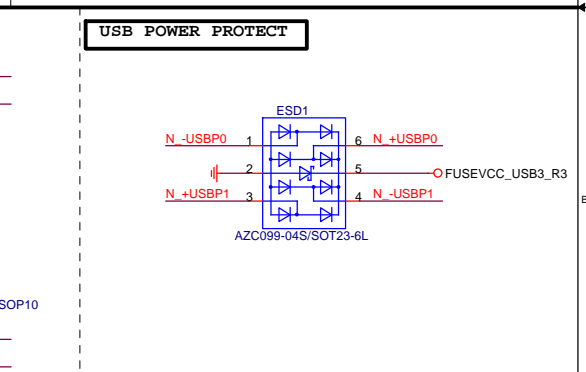 USB POWER PROTECT
ESD1
N_-USBP0 1 6 N_+USBP0
2 5 FUSEVCC_USB3_R3
N_+USBP1 3 4 N_-USBP1
AZC099-04S/SOT23-6L
SOP10